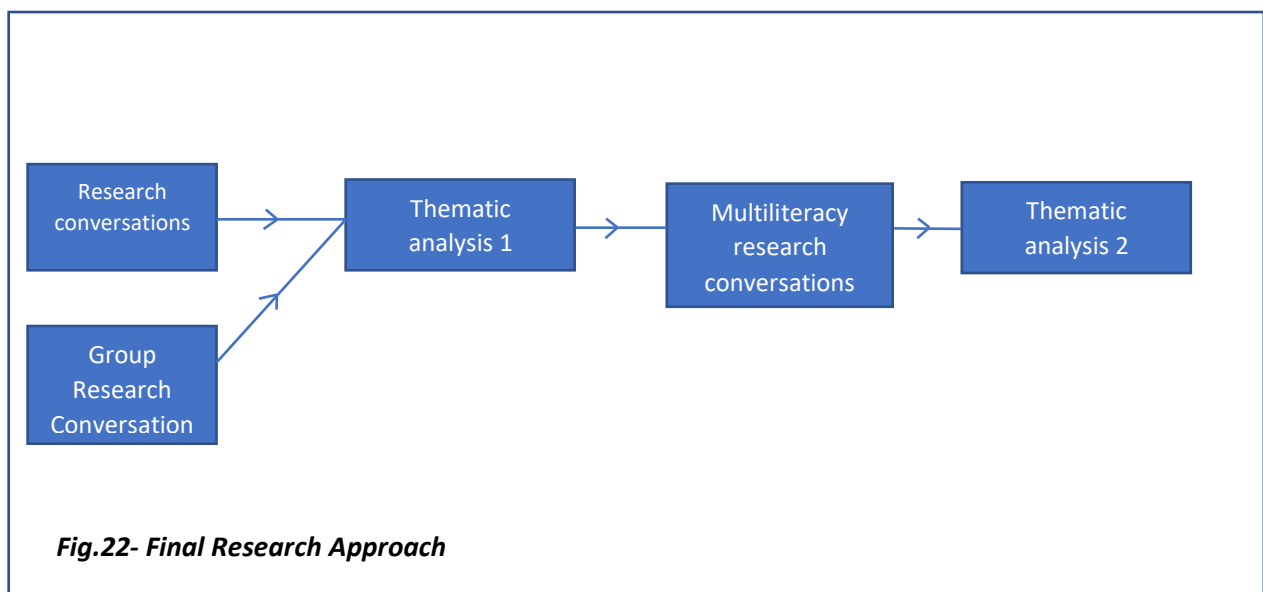 Research
conversations
Group
Research
Conversation
Thematic
analysis 1
Multiliteracy
research
conversations
Thematic
analysis 2
Fig.22- Final Research Approach